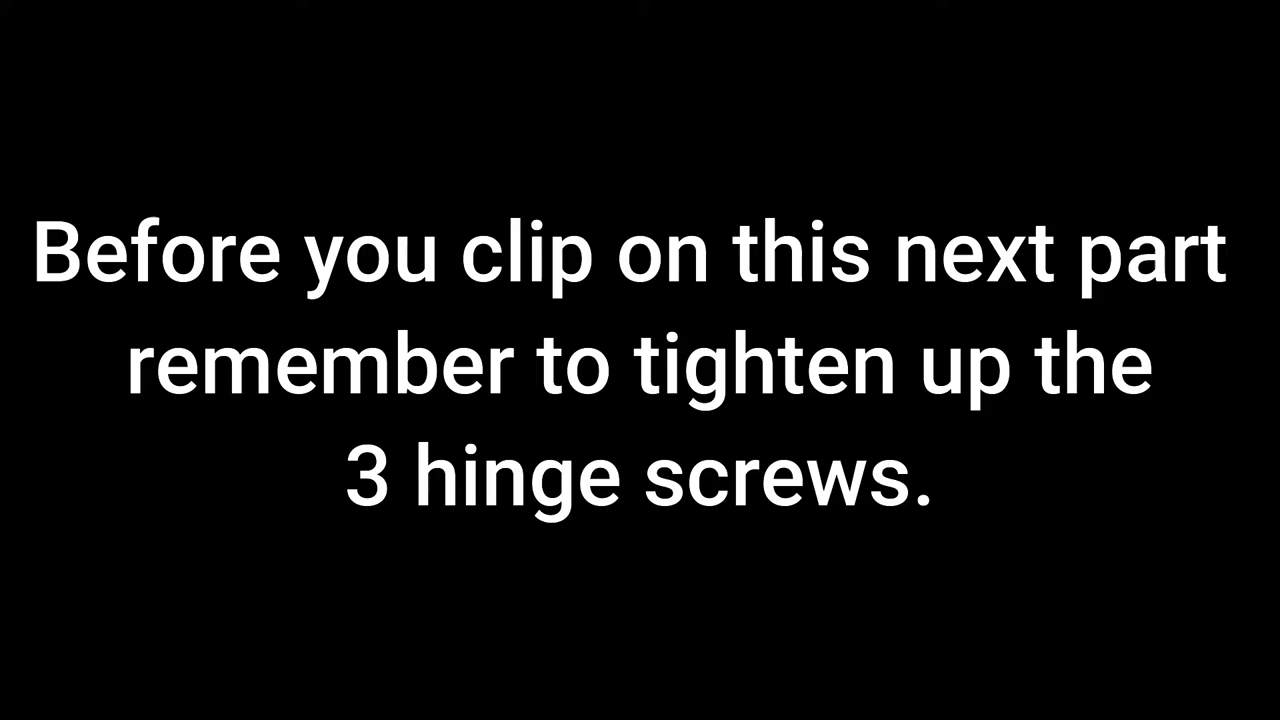 Before you clip on this next part
remember to tighten up the
3 hinge screws.